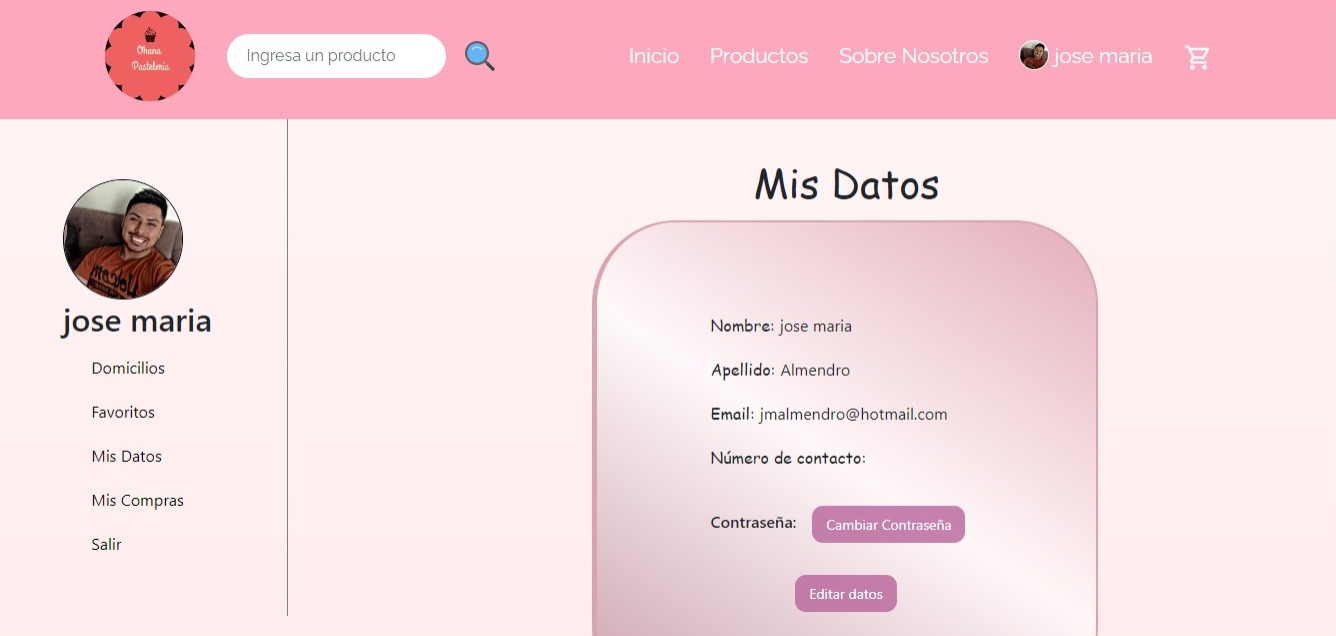 Ohana
Pastelería
Ingresa un producto
Inicio
Productos
Sobre Nosotros
jose maria
jose maria
Domicilios
Favoritos
Mis Datos
Mis Compras
Salir
Mis Datos
Nombre: jose maria
Apellido: Almendro
Email: jmalmendro@hotmail.com
Número de contacto:
Contraseña: Cambiar Contraseña
Editar datos